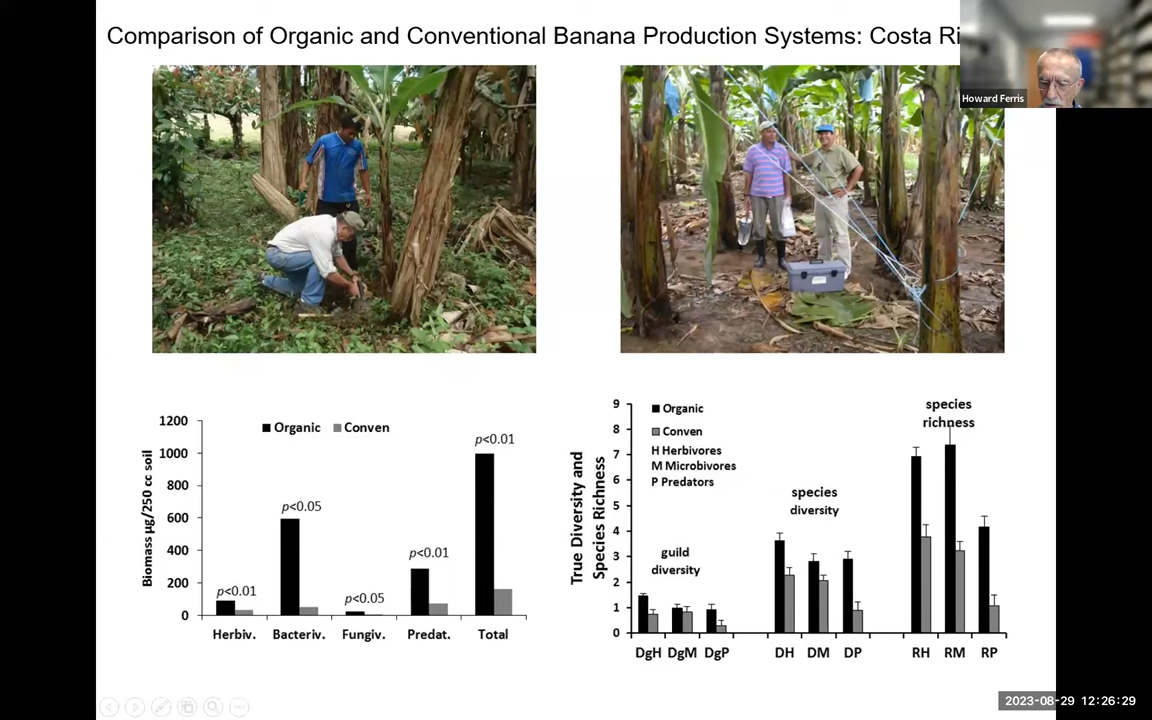 Comparison of Organic and Conventional Banana Production Systems: Costa Ri
Howard Ferris
1200
1000
800
600
400
200
0
Biomass µg/250 cc soil
Organic Conven
p<0.01
p<0.05
p<0.05
p<0.01
p<0.01
Herbiv. Bacteriv. Fungiv. Predat. Total
9
8
7
6
5
4
3
2
1
0
True Diversity and
Species Richness
Organic
Conven
H Herbivores
M Microbivores
P Predators
guild
diversity
species
diversity
species
richness
DgH DgM DgP DH DM DP RH RM RP
2023-08-29 12:26:29